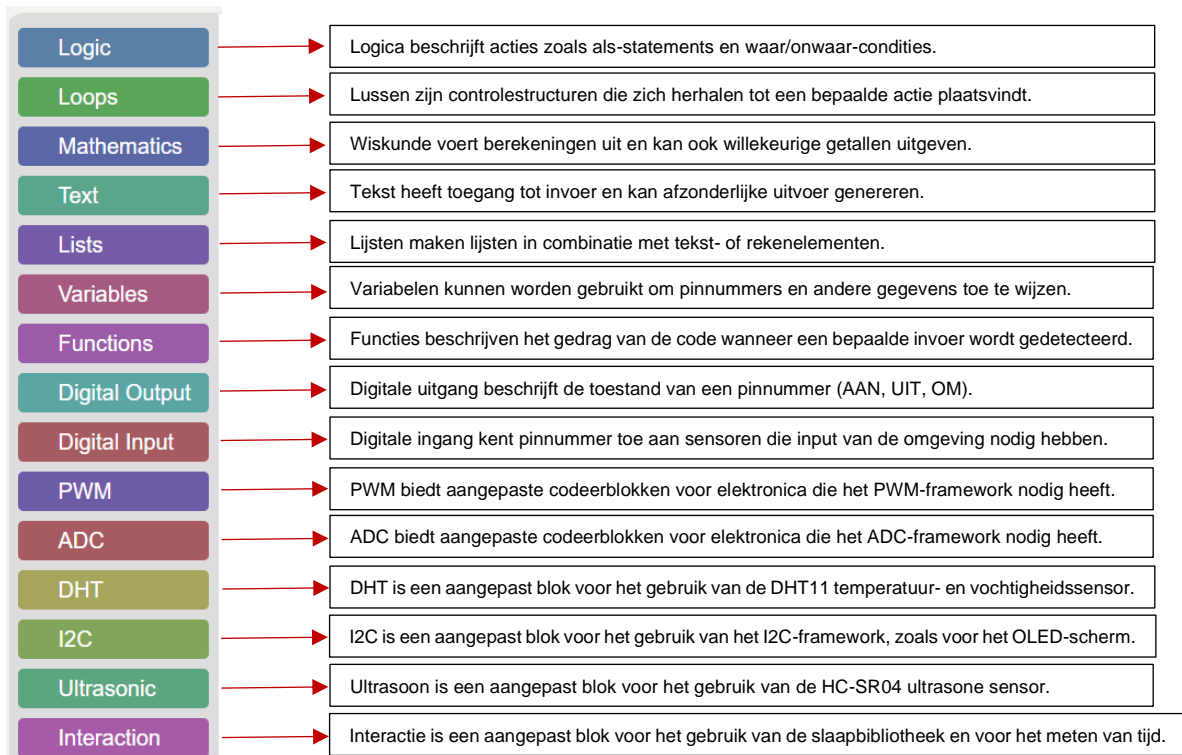 Logic
Logica beschrijft acties zoals als-statements en waar/onwaar-condities.
Loops
Lussen zijn controlestructuren die zich herhalen tot een bepaalde actie plaatsvindt.
Mathematics
Wiskunde voert berekeningen uit en kan ook willekeurige getallen uitgeven.
Text
Tekst heeft toegang tot invoer en kan afzonderlijke uitvoer genereren.
Lists
Lijsten maken lijsten in combinatie met tekst- of rekenelementen.
Variables
Variabelen kunnen worden gebruikt om pinnummers en andere gegevens toe te wijzen.
Functions
Functies beschrijven het gedrag van de code wanneer een bepaalde invoer wordt gedetecteerd.
Digital Output
Digitale uitgang beschrijft de toestand van een pinnummer (AAN, UIT, OM).
Digital Input
Digitale ingang kent pinnummer toe aan sensoren die input van de omgeving nodig hebben.
PWM
PWM biedt aangepaste codeerblokken voor elektronica die het PWM-framework nodig heeft.
ADC
ADC biedt aangepaste codeerblokken voor elektronica die het ADC-framework nodig heeft.
DHT
DHT is een aangepast blok voor het gebruik van de DHT11 temperatuur- en vochtigheidssensor.
I2C
I2C is een aangepast blok voor het gebruik van het I2C-framework, zoals voor het OLED-scherm.
Ultrasonic
Ultrasoon is een aangepast blok voor het gebruik van de HC-SR04 ultrasone sensor.
Interaction
Interactie is een aangepast blok voor het gebruik van de slaapbibliotheek en voor het meten van tijd.